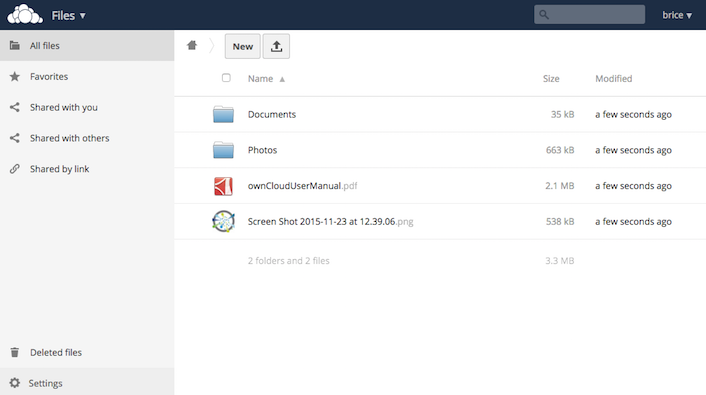 Files ▾
brice ▾
All files
Favorites
Shared with you
Shared with others
Shared by link
Deleted files
Settings
New
Name ▲ Size Modified
Documents 35 kB a few seconds ago
Photos 663 kB a few seconds ago
ownCloudUserManual.pdf 2.1 MB a few seconds ago
Screen Shot 2015-11-23 at 12.39.06.png 538 kB a few seconds ago
2 folders and 2 files 3.3 MB